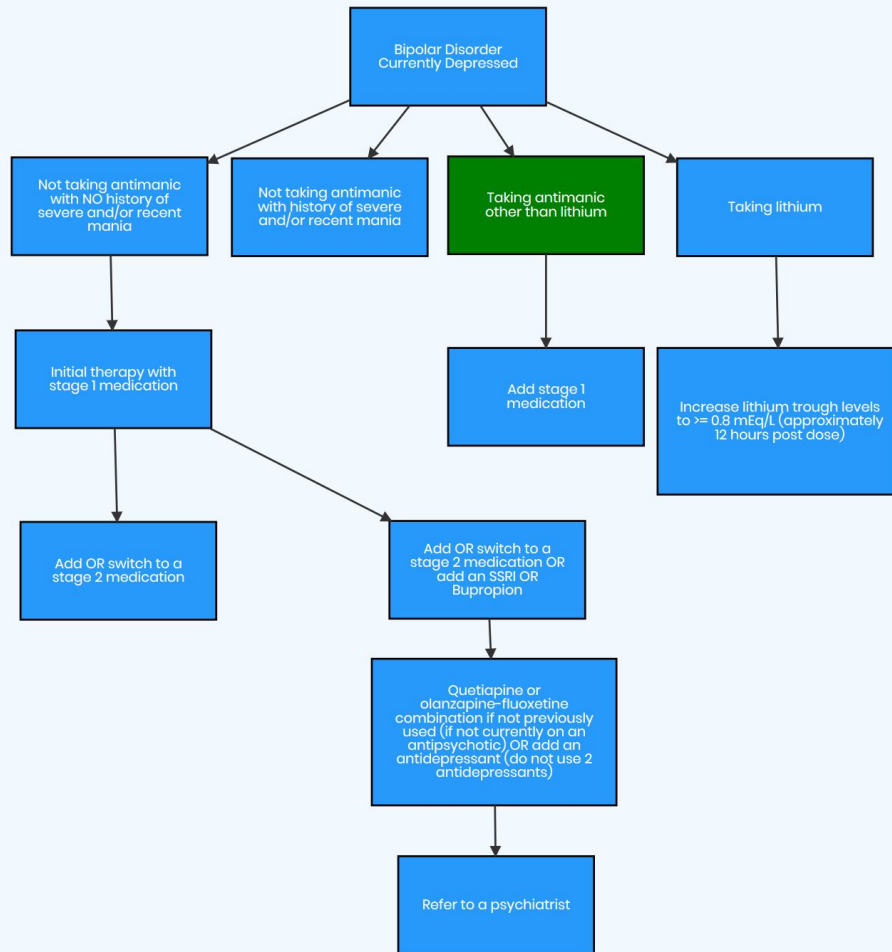 Bipolar Disorder
Currently Depressed
Not taking antimanic
with NO history of
severe and/or recent
mania
Not taking antimanic
with history of severe
and/or recent mania
Taking antimanic
other than lithium
Taking lithium
Initial therapy with
stage 1 medication
Add stage 1
medication
Increase lithium trough levels
to >= 0.8 mEq/L (approximately
12 hours post dose)
Add OR switch to a
stage 2 medication
Add OR switch to a
stage 2 medication OR
add an SSRI OR
Bupropion
Quetiapine or
olanzapine-fluoxetine
combination if not previously
used (if not currently on an
antipsychotic) OR add an
antidepressant (do not use 2
antidepressants)
Refer to a psychiatrist